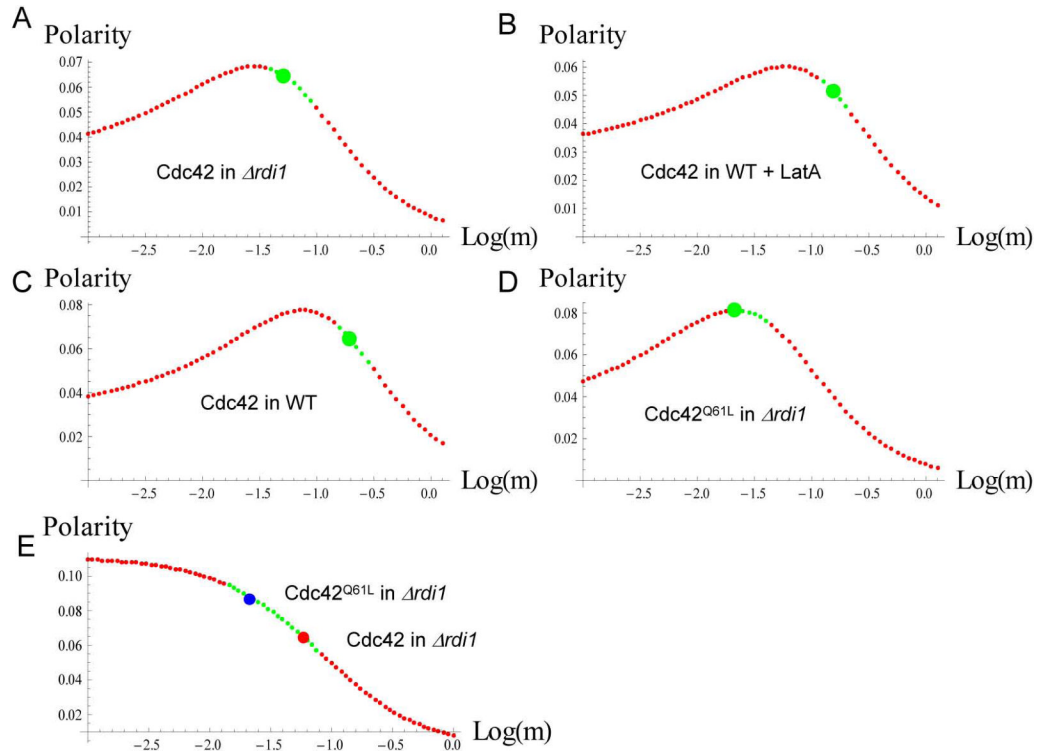 A
Polarity
0.07
0.06
0.05
0.04
0.03
0.02
0.01
Cdc42 in Δrdi1
−2.5 −2.0 −1.5 −1.0 −0.5 0.0
Log(m)
B
Polarity
0.06
0.05
0.04
0.03
0.02
0.01
Cdc42 in WT + LatA
−2.5 −2.0 −1.5 −1.0 −0.5 0.0
Log(m)
C
Polarity
0.08
0.06
0.04
0.02
Cdc42 in WT
−2.5 −2.0 −1.5 −1.0 −0.5 0.0
Log(m)
D
Polarity
0.08
0.06
0.04
0.02
Cdc42Q61L in Δrdi1
−2.5 −2.0 −1.5 −1.0 −0.5 0.0
Log(m)
E
Polarity
0.10
0.08
0.06
0.04
0.02
Cdc42Q61L in Δrdi1
Cdc42 in Δrdi1
−2.5 −2.0 −1.5 −1.0 −0.5 0.0
Log(m)